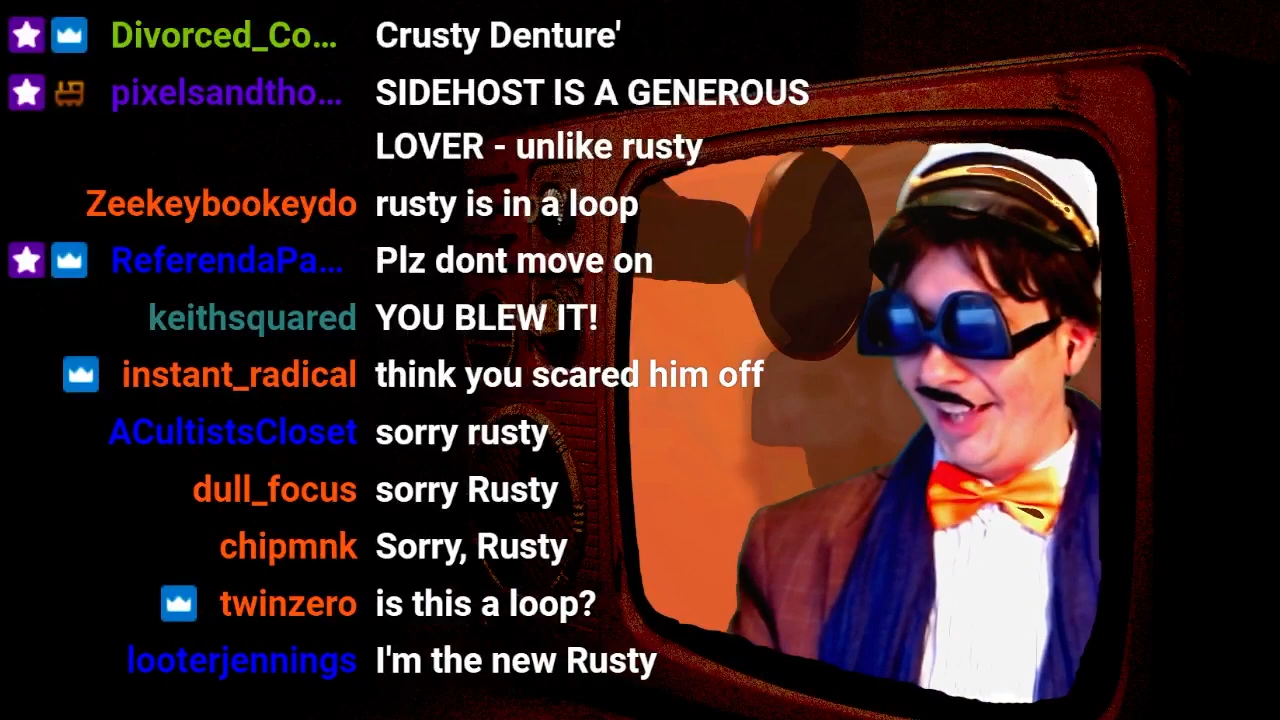 Divorced_Co... Crusty Denture'
pixelsandtho... SIDEHOST IS A GENEROUS
LOVER - unlike rusty
Zeekeybookeydo rusty is in a loop
ReferendaPa... Plz dont move on
keithsquared YOU BLEW IT!
instant_radical think you scared him off
ACultistsCloset sorry rusty
dull_focus sorry Rusty
chipmnk Sorry, Rusty
twinzero is this a loop?
looterjennings I'm the new Rusty